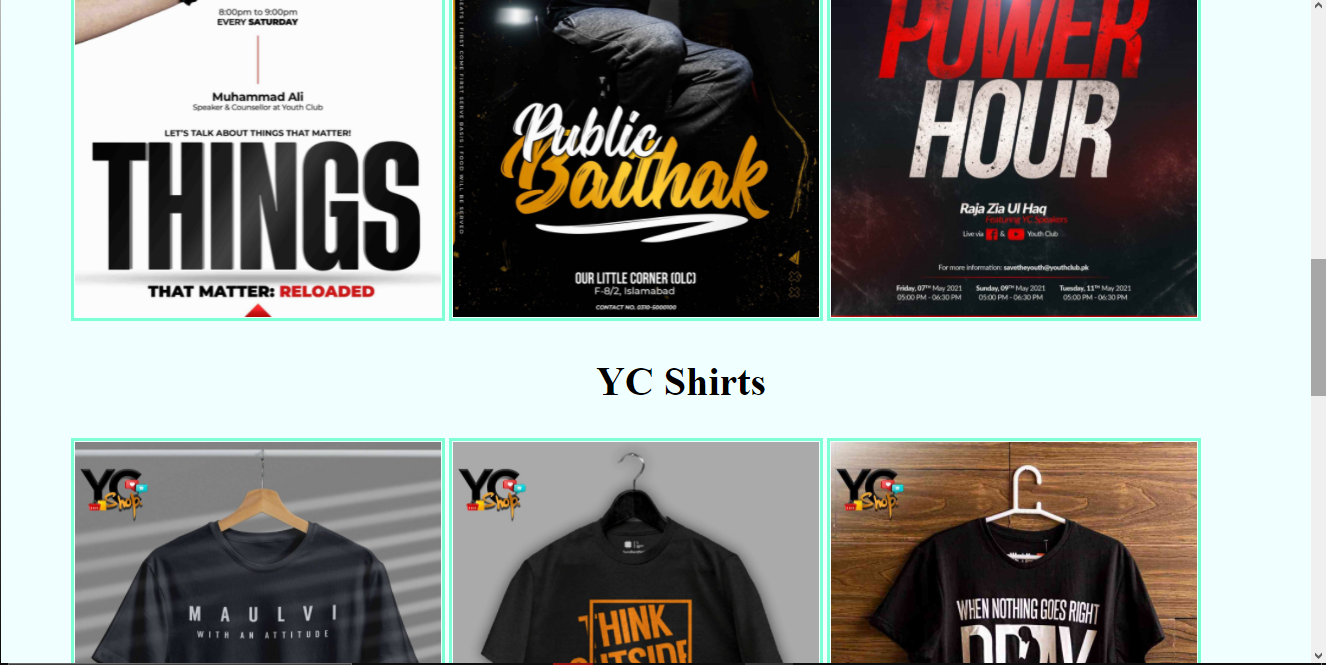 8:00pm to 9:00pm
EVERY SATURDAY
Muhammad Ali
Speaker & Counsellor at Youth Club
LET'S TALK ABOUT THINGS THAT MATTER!
THINGS
THAT MATTER: RELOADED
FIRST COME FIRST SERVE BASIS | FOOD WILL BE SERVED
Public
Baithak
OUR LITTLE CORNER (OLC)
F-8/2, Islamabad
CONTACT NO. 0310-5000100
POWER
HOUR
Raja Zia Ul Haq
Featuring YC Speakers
Live via & Youth Club
For more information: savetheyouth@youthclub.pk
Friday, 07TH May 2021 Sunday, 09TH May 2021 Tuesday, 11TH May 2021
05:00 PM - 06:30 PM 05:00 PM - 06:30 PM 05:00 PM - 06:30 PM
YC Shirts
YC
Shop
MAULVI
WITH AN ATTITUDE
YC
Shop
THINK
OUTSIDE
YC
Shop
WHEN NOTHING GOES RIGHT
PRAY